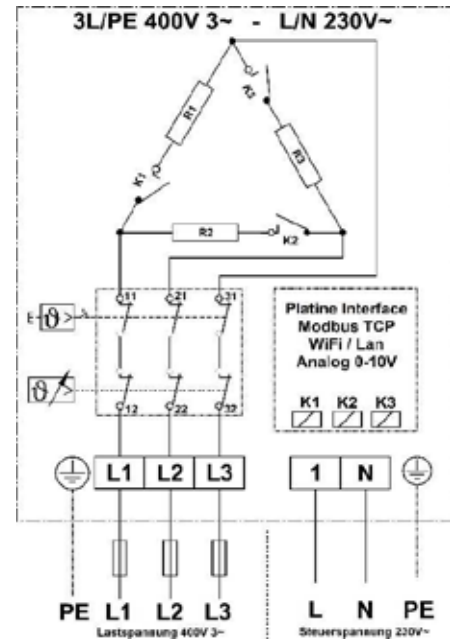 3L/PE 400V 3~ - L/N 230V~
R1
K3
R3
K1
R2
K2
11 21 31
E ϑ >
ϑ
12 22 32
Platine Interface
Modbus TCP
WiFi / Lan
Analog 0-10V
K1 K2 K3
L1 L2 L3 1 N
PE L1 L2 L3 L N PE
Lastspannung 400V 3~ Steuerspannung 230V~